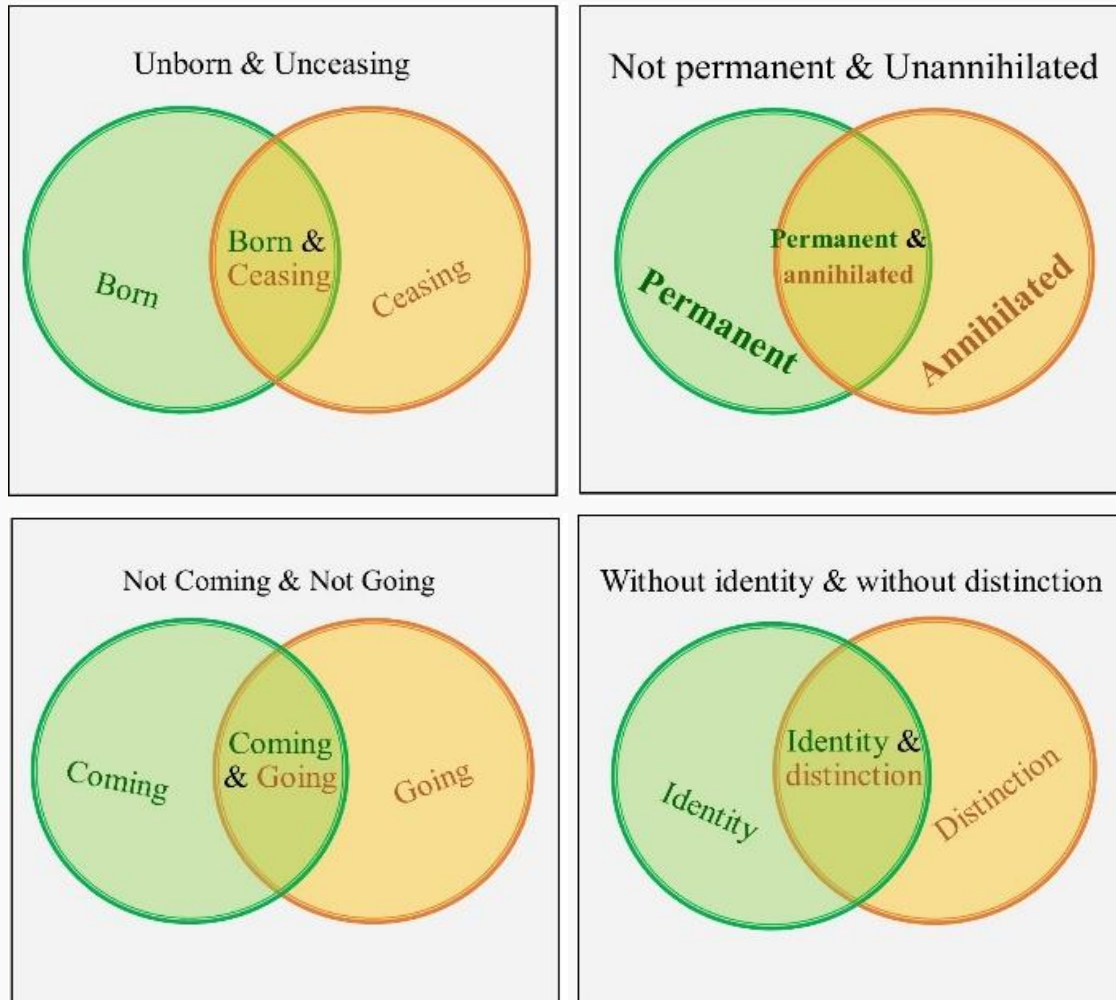 Unborn & Unceasing
Born
Born &
Ceasing
Ceasing
Not permanent & Unannihilated
Permanent
Permanent &
annihilated
Annihilated
Not Coming & Not Going
Coming
Coming
& Going
Going
Without identity & without distinction
Identity
Identity &
distinction
Distinction